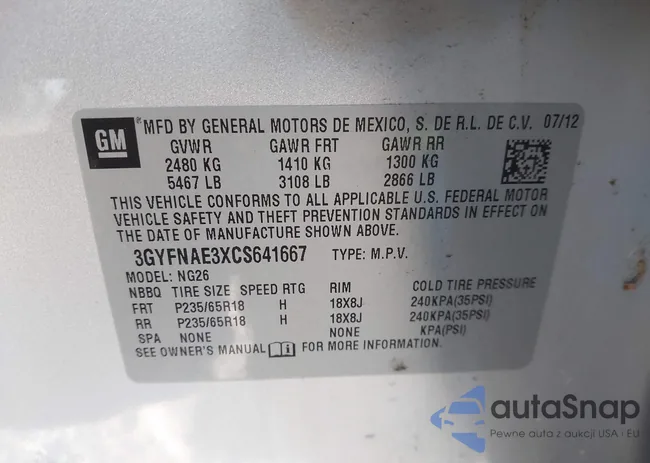 GM
MFD BY GENERAL MOTORS DE MEXICO, S. DE R.L. DE C.V. 07/12
GVWR GAWR FRT GAWR RR
2480 KG 1410 KG 1300 KG
5467 LB 3108 LB 2866 LB
THIS VEHICLE CONFORMS TO ALL APPLICABLE U.S. FEDERAL MOTOR
VEHICLE SAFETY AND THEFT PREVENTION STANDARDS IN EFFECT ON
THE DATE OF MANUFACTURE SHOWN ABOVE.
3GYFNAE3XCS641667 TYPE: M.P.V.
MODEL: NG26
NBBQ TIRE SIZE SPEED RTG RIM COLD TIRE PRESSURE
FRT P235/65R18 H 18X8J 240KPA(35PSI)
RR P235/65R18 H 18X8J 240KPA(35PSI)
SPA NONE NONE KPA(PSI)
SEE OWNER'S MANUAL FOR MORE INFORMATION.
autaSnap
Pewne auta z aukcji USA i EU